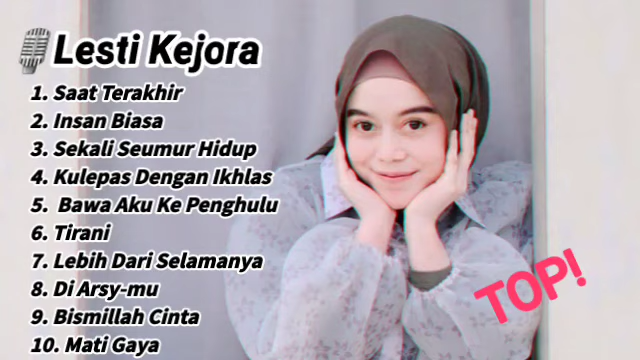 Lesti Kejora
1. Saat Terakhir
2. Insan Biasa
3. Sekali Seumur Hidup
4. Kulepas Dengan Ikhlas
5. Bawa Aku Ke Penghulu
6. Tirani
7. Lebih Dari Selamanya
8. Di Arsy-mu
9. Bismillah Cinta
10. Mati Gaya
TOP!